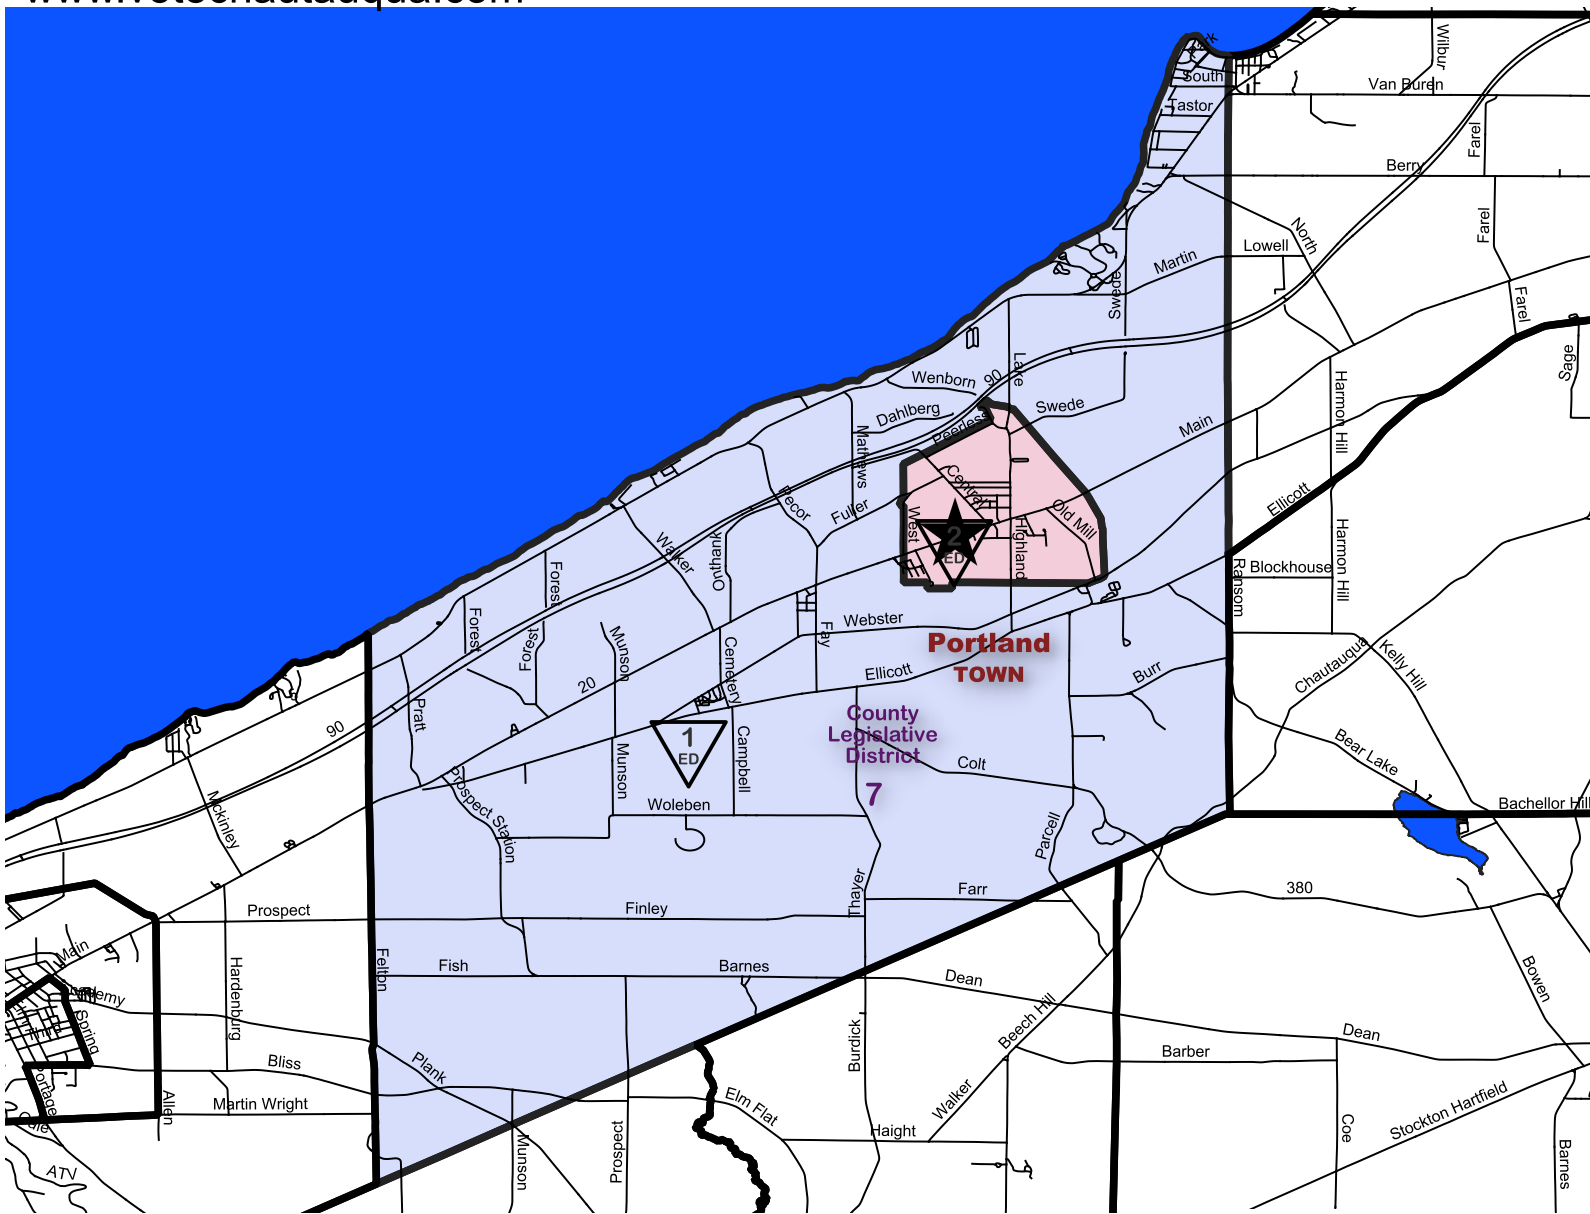 www.votechautauqua.com
Wilbur
South
Van Buren
Tastor
Farel
Berry
North
Farel
Lowell
Martin
Swede
Farel
Lake
Sage
Wenborn
90
Harmon Hill
Dahlberg
Swede
Peerless
Main
Mathews
Central
Pecor
Fuller
Ellicott
Old Mill
West
2
ED
Highland
Harmon Hill
Walker
Outhank
Forest
Ransom
Blockhouse
Forest
Webster
Fay
Forest
Munson
Cemetery
Portland
TOWN
Chautauqua
Kelly Hill
Ellicott
Burr
20
Pratt
County
Legislative
District
7
90
1
ED
Campbell
Munson
Bear Lake
Colt
Prospect Station
Woleben
Bachellor Hill
Mckinley
Parcell
Thayer
Farr
380
Prospect
Finley
Main
Felton
Fish
Barnes
Dean
Bowen
Hardenburg
Spring
Beech Hill
Burdick
Dean
Barber
Bliss
Plank
Portage
Allen
Martin Wright
Elm Flat
Walker
Haight
Coe
Stockton Hartfield
Munson
Prospect
Barnes
ATV